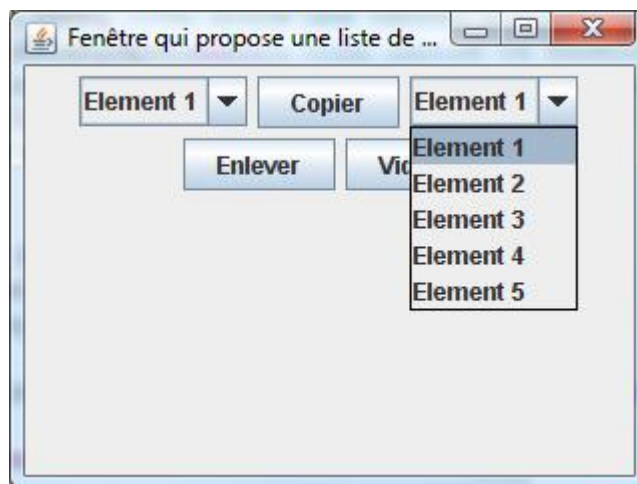 Fenêtre qui propose une liste de ...
Element 1 Copier Element 1
Enlever
Element 1
Element 2
Element 3
Element 4
Element 5